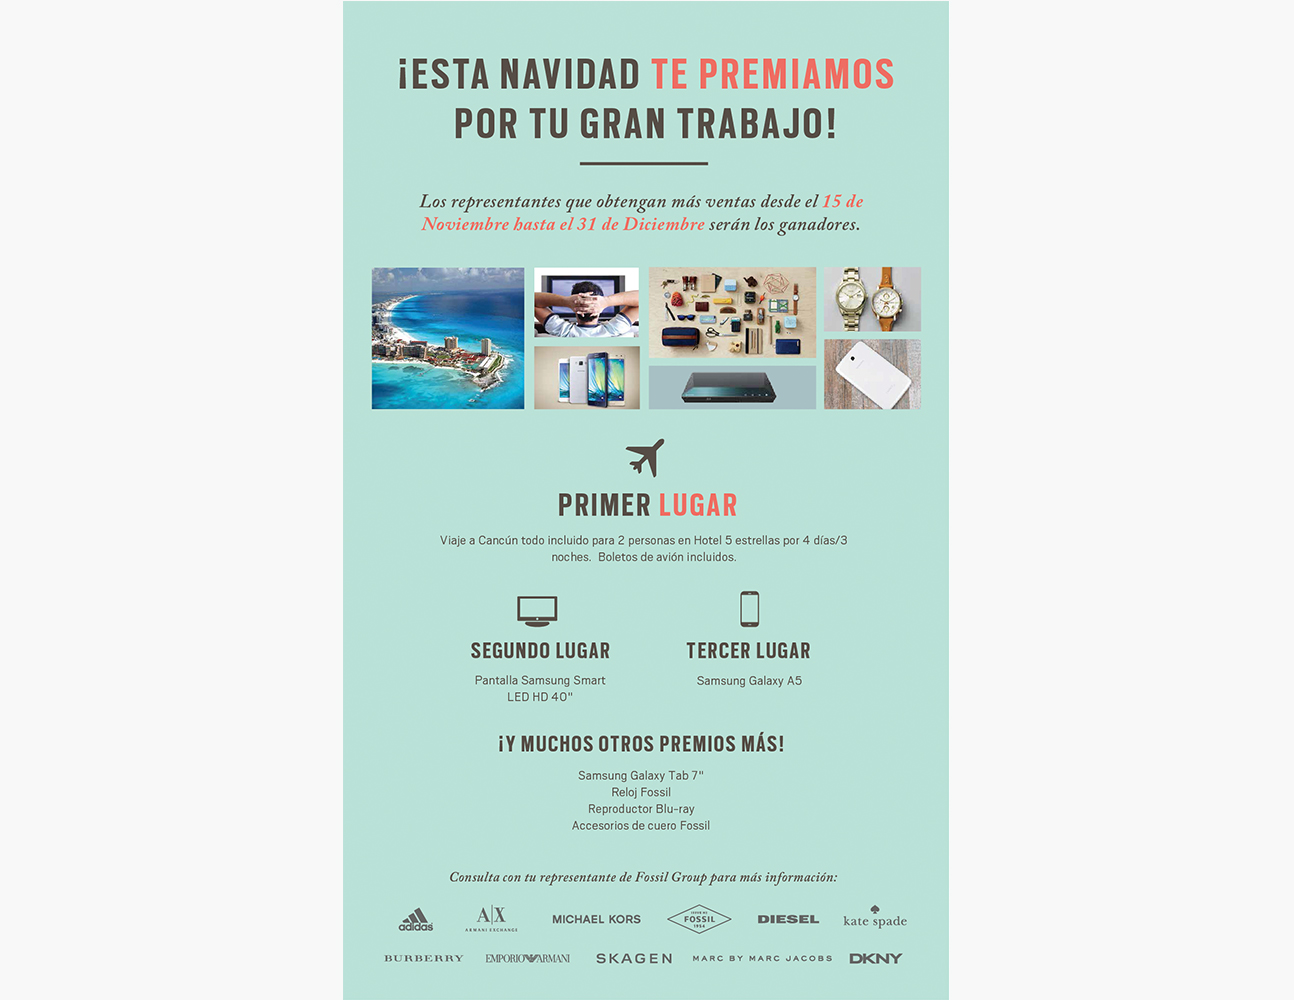 ¡ESTA NAVIDAD TE PREMIAMOS
POR TU GRAN TRABAJO!
Los representantes que obtengan más ventas desde el 15 de
Noviembre hasta el 31 de Diciembre serán los ganadores.
PRIMER LUGAR
Viaje a Cancún todo incluido para 2 personas en Hotel 5 estrellas por 4 días/3
noches. Boletos de avión incluidos.
SEGUNDO LUGAR
Pantalla Samsung Smart
LED HD 40"
TERCER LUGAR
Samsung Galaxy A5
¡Y MUCHOS OTROS PREMIOS MÁS!
Samsung Galaxy Tab 7"
Reloj Fossil
Reproductor Blu-ray
Accesorios de cuero Fossil
Consulta con tu representante de Fossil Group para más información:
adidas
A|X
ARMANI EXCHANGE
MICHAEL KORS
FOSSIL
1954
DIESEL
kate spade
BURBERRY
EMPORIO ARMANI
SKAGEN
MARC BY MARC JACOBS
DKNY